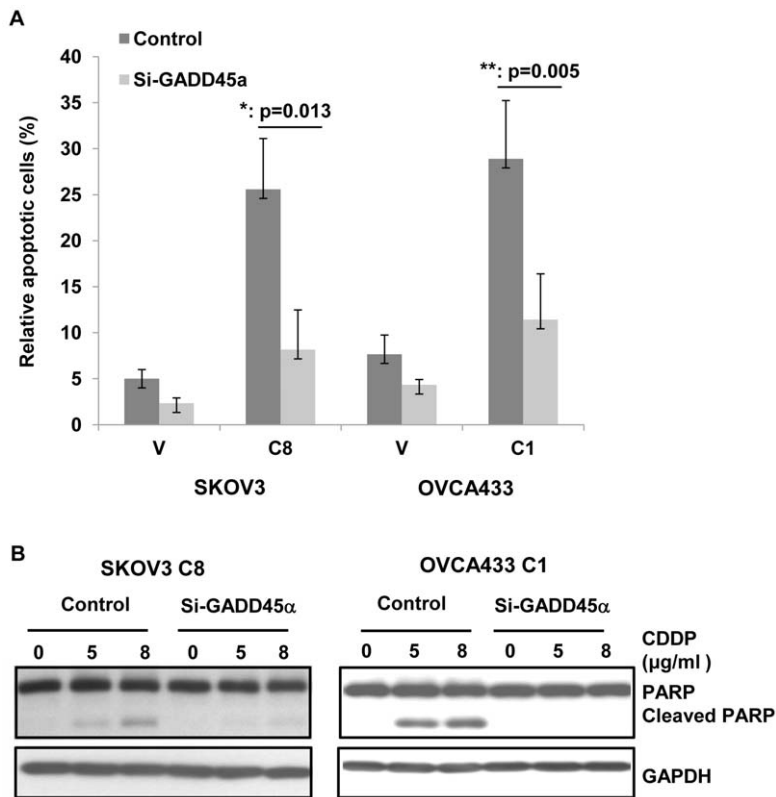 A
Control
Si-GADD45a
*: p=0.013
**: p=0.005
Relative apoptotic cells (%)
40
35
30
25
20
15
10
5
0
V C8 V C1
SKOV3 OVCA433
B
SKOV3 C8 OVCA433 C1
Control Si-GADD45α Control Si-GADD45α
0 5 8 0 5 8 0 5 8 0 5 8 CDDP
(μg/ml )
PARP
Cleaved PARP
GAPDH